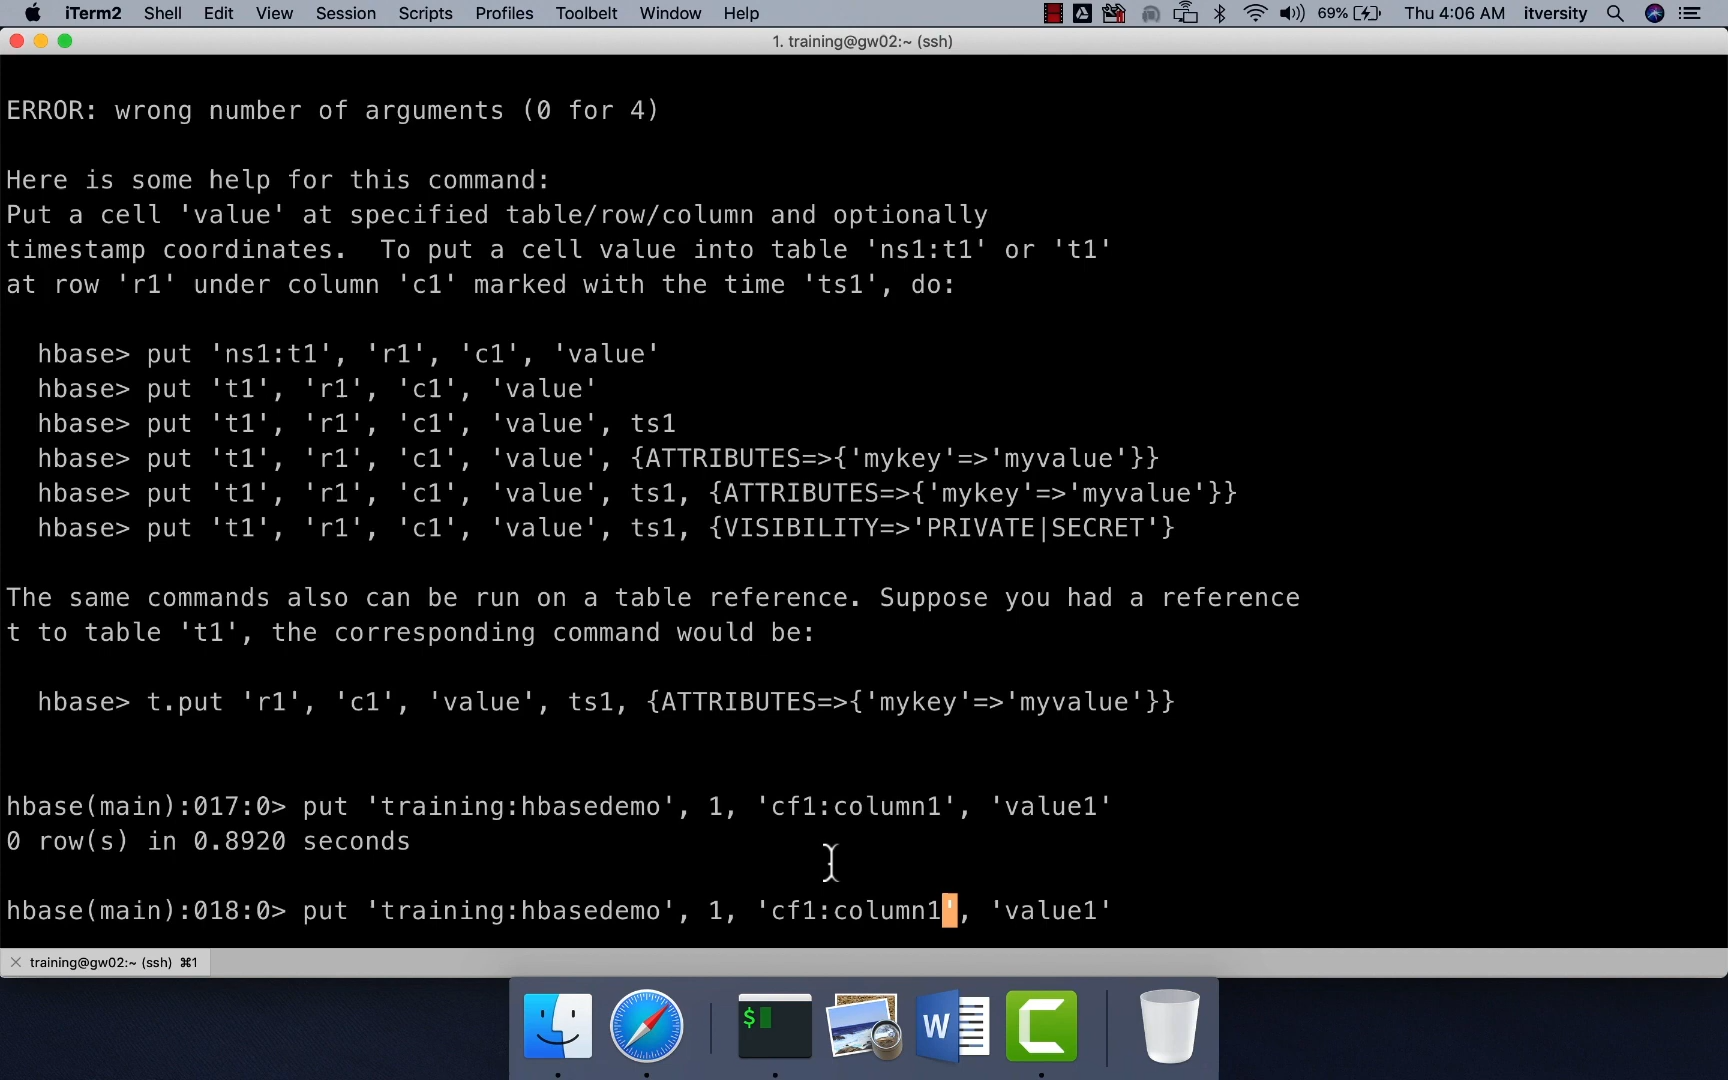 iTerm2 Shell Edit View Session Scripts Profiles Toolbelt Window Help 69% Thu 4:06 AM itversity
1. training@gw02:~ (ssh)
ERROR: wrong number of arguments (0 for 4)
Here is some help for this command:
Put a cell 'value' at specified table/row/column and optionally
timestamp coordinates.  To put a cell value into table 'ns1:t1' or 't1'
at row 'r1' under column 'c1' marked with the time 'ts1', do:
hbase> put 'ns1:t1', 'r1', 'c1', 'value'
hbase> put 't1', 'r1', 'c1', 'value'
hbase> put 't1', 'r1', 'c1', 'value', ts1
hbase> put 't1', 'r1', 'c1', 'value', {ATTRIBUTES=>{'mykey'=>'myvalue'}}
hbase> put 't1', 'r1', 'c1', 'value', ts1, {ATTRIBUTES=>{'mykey'=>'myvalue'}}
hbase> put 't1', 'r1', 'c1', 'value', ts1, {VISIBILITY=>'PRIVATE|SECRET'}
The same commands also can be run on a table reference. Suppose you had a reference
t to table 't1', the corresponding command would be:
hbase> t.put 'r1', 'c1', 'value', ts1, {ATTRIBUTES=>{'mykey'=>'myvalue'}}
hbase(main):017:0> put 'training:hbasedemo', 1, 'cf1:column1', 'value1'
0 row(s) in 0.8920 seconds
hbase(main):018:0> put 'training:hbasedemo', 1, 'cf1:column1', 'value1'
training@gw02:~ (ssh) ⌘1
$
W
C